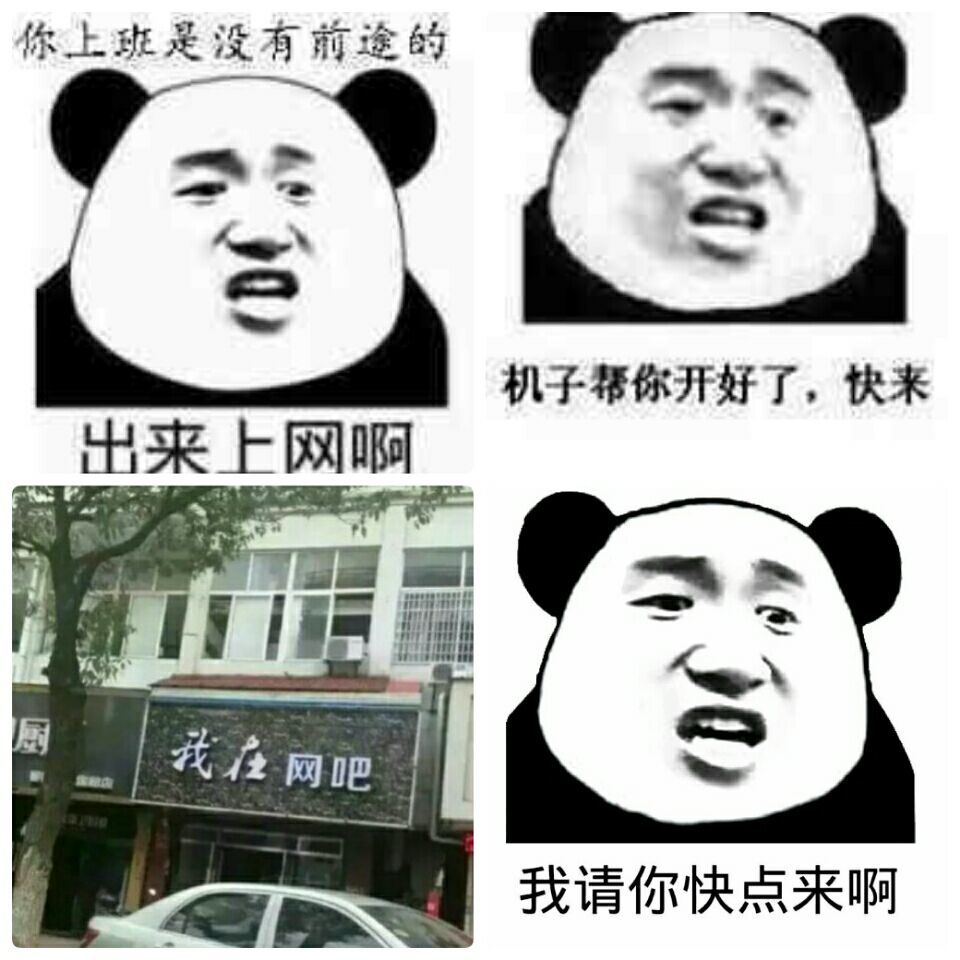 你上班是没有前途的
出来上网啊
机子帮你开好了，快来
厨
我在网吧
我请你快点来啊